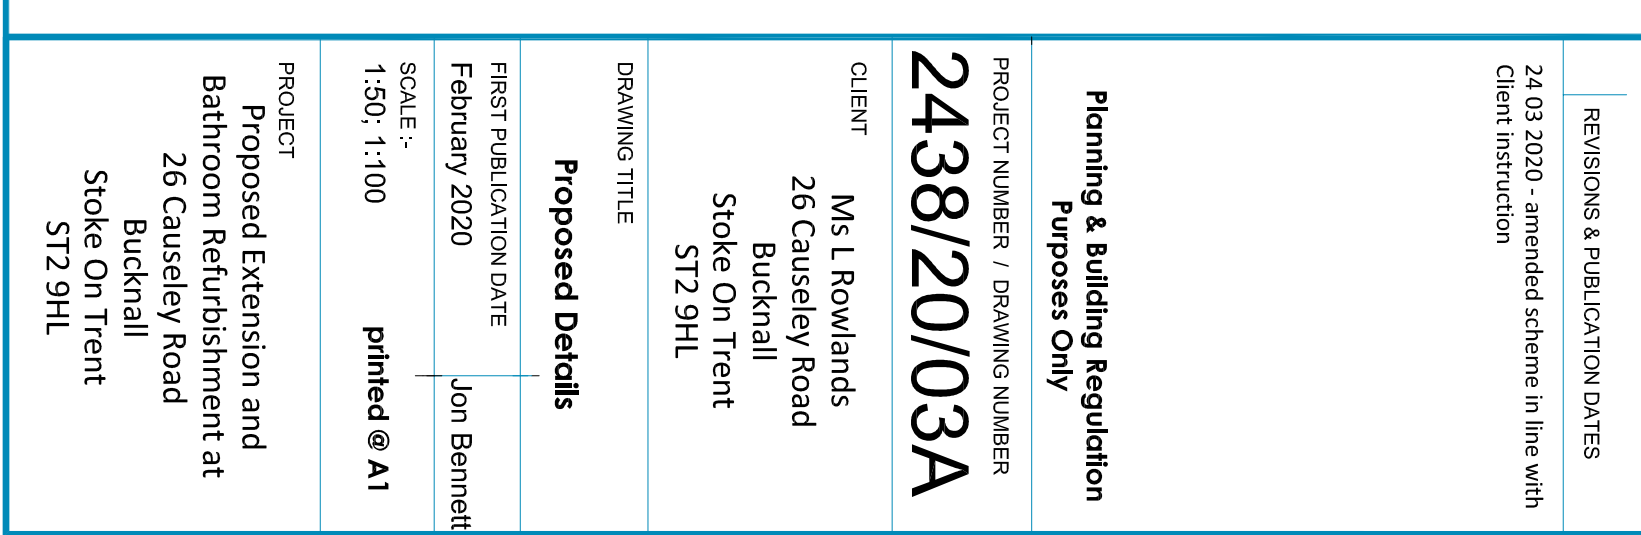 REVISIONS & PUBLICATION DATES
24 03 2020 - amended scheme in line with
Client instruction
Planning & Building Regulation
Purposes Only
PROJECT NUMBER / DRAWING NUMBER
2438/20/03A
CLIENT
Ms L Rowlands
26 Causeley Road
Bucknall
Stoke On Trent
ST2 9HL
DRAWING TITLE
Proposed Details
FIRST PUBLICATION DATE
February 2020
Jon Bennett
SCALE :-
1:50; 1:100 printed @ A1
PROJECT
Proposed Extension and
Bathroom Refurbishment at
26 Causeley Road
Bucknall
Stoke On Trent
ST2 9HL